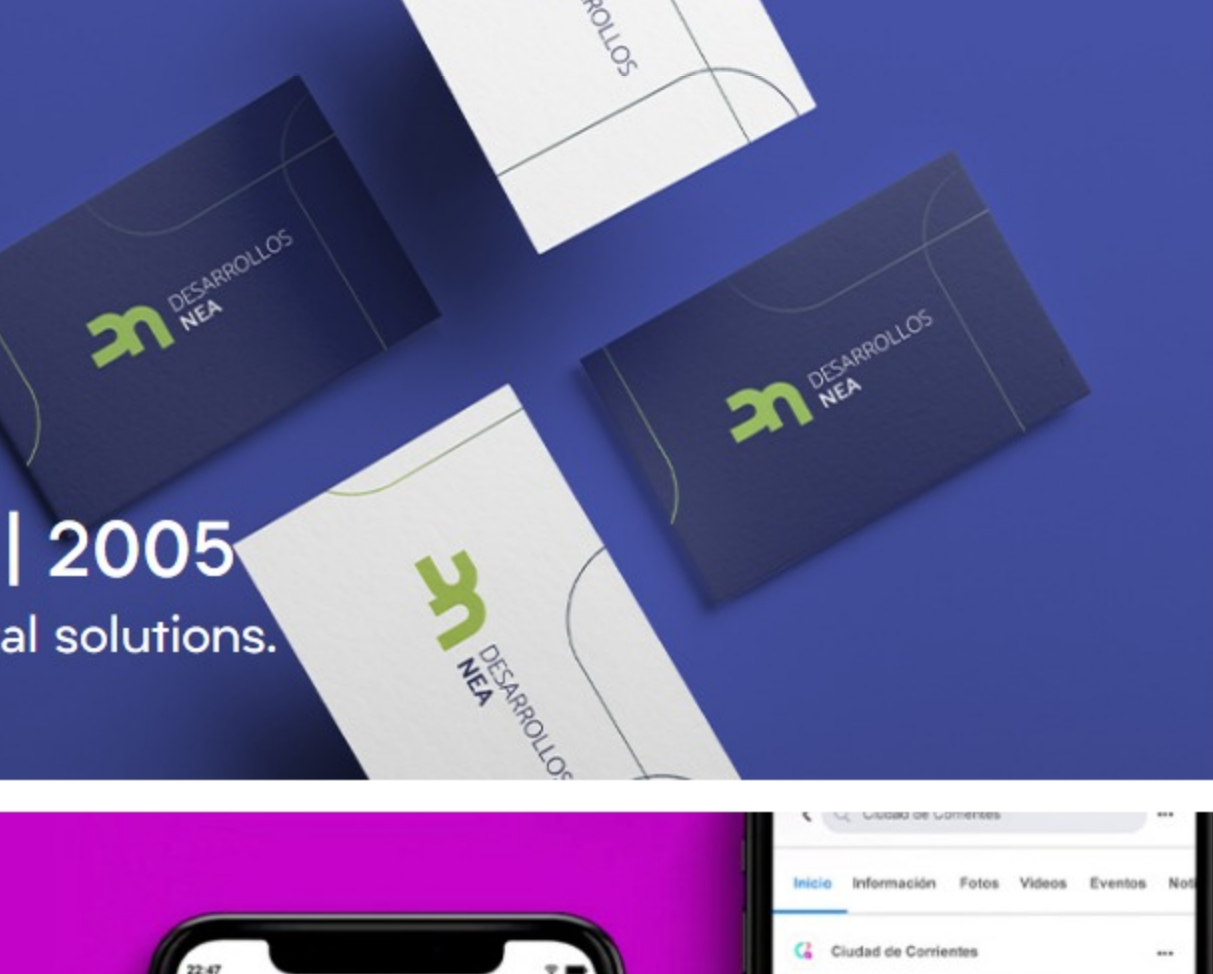 ROLLOS
DESARROLLOS
NEA
DESARROLLOS
NEA
| 2005
al solutions.
DESARROLLOS
NEA
Ciudad de Corrientes
Inicio Información Fotos Videos Eventos Noti
Ciudad de Corrientes
22:47